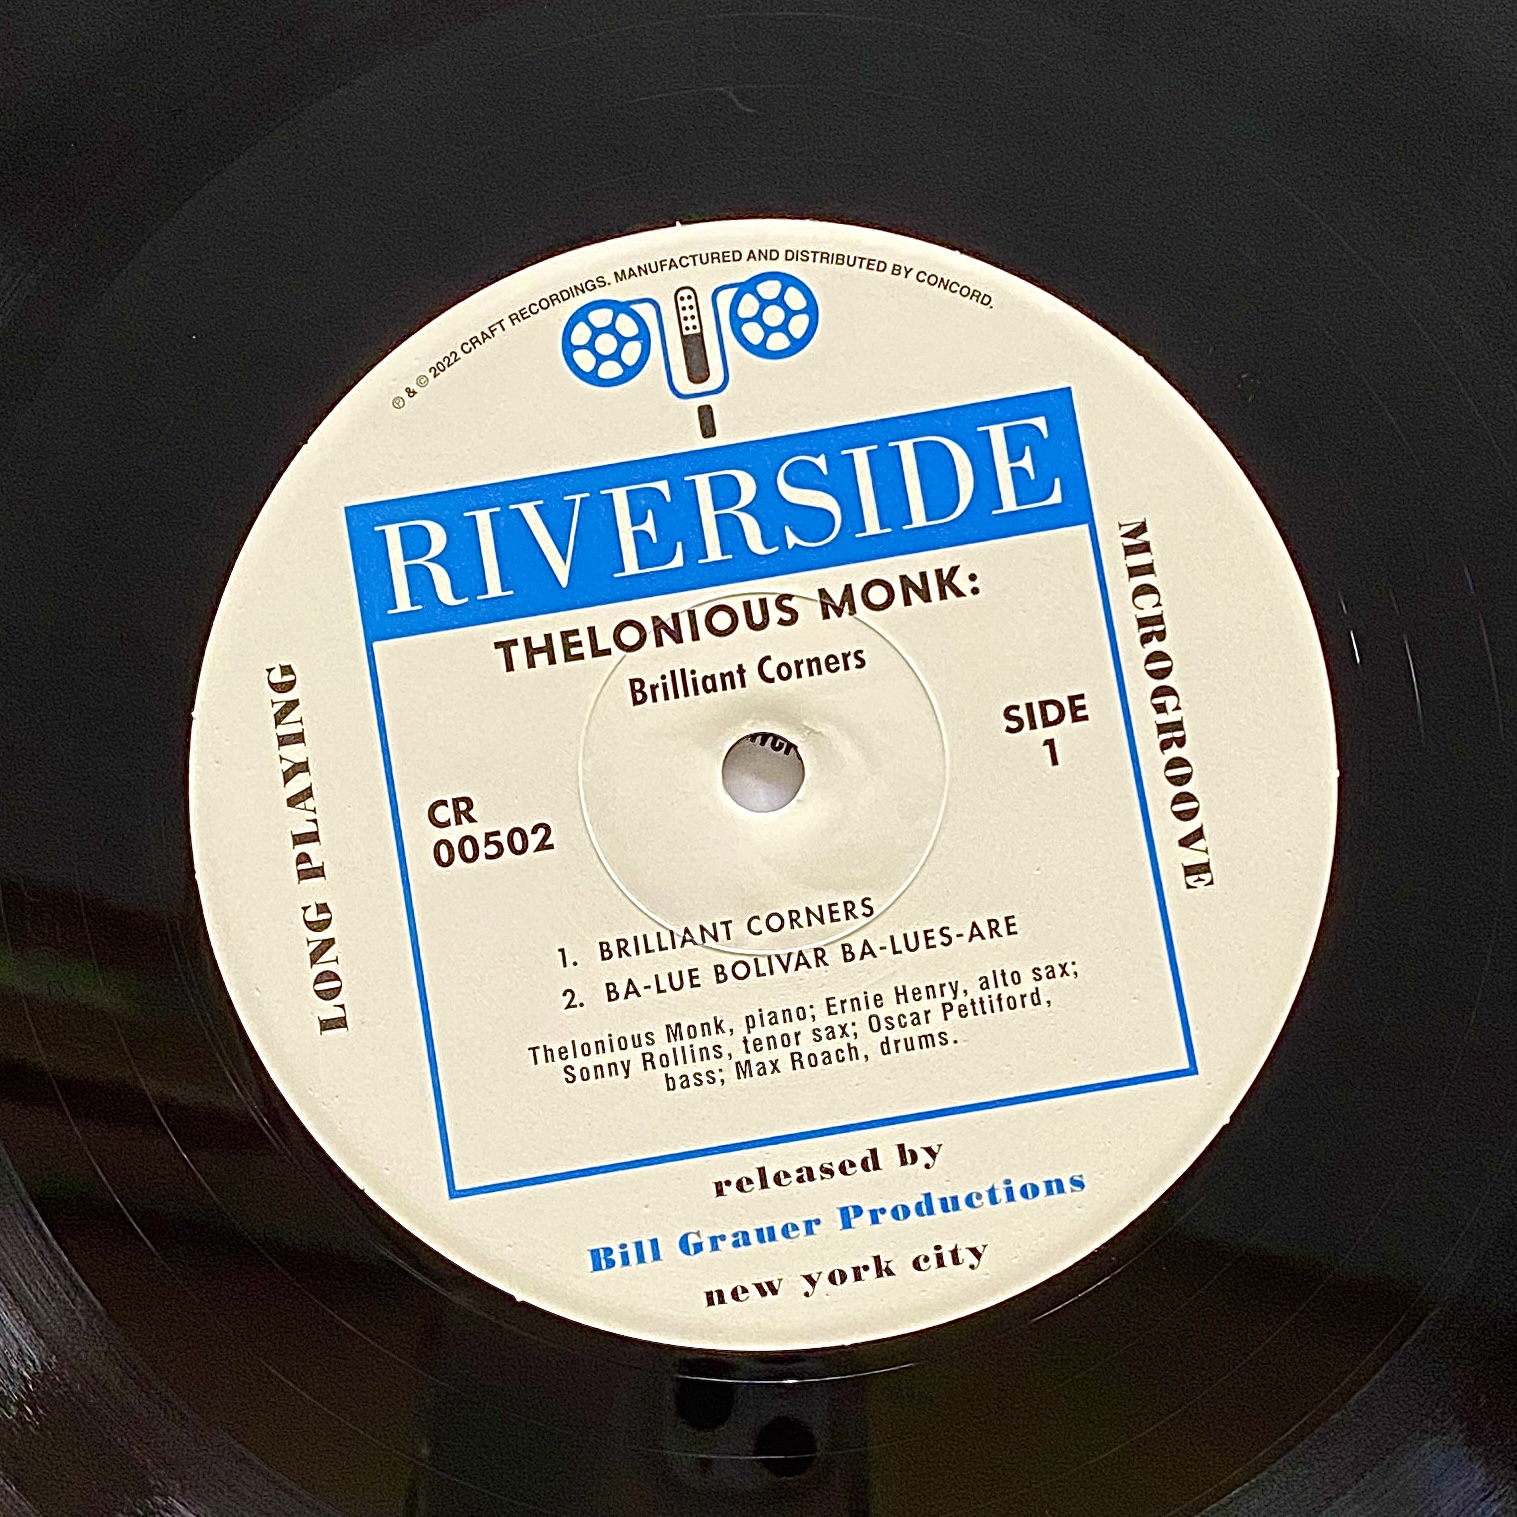 ℗ & © 2022 CRAFT RECORDINGS. MANUFACTURED AND DISTRIBUTED BY CONCORD.
RIVERSIDE
THELONIOUS MONK:
Brilliant Corners
SIDE
1
CR
00502
LONG PLAYING
MICROGROOVE
1. BRILLIANT CORNERS
2. BA-LUE BOLIVAR BA-LUES-ARE
Thelonious Monk, piano; Ernie Henry, alto sax;
Sonny Rollins, tenor sax; Oscar Pettiford,
bass; Max Roach, drums.
released by
Bill Grauer Productions
new york city